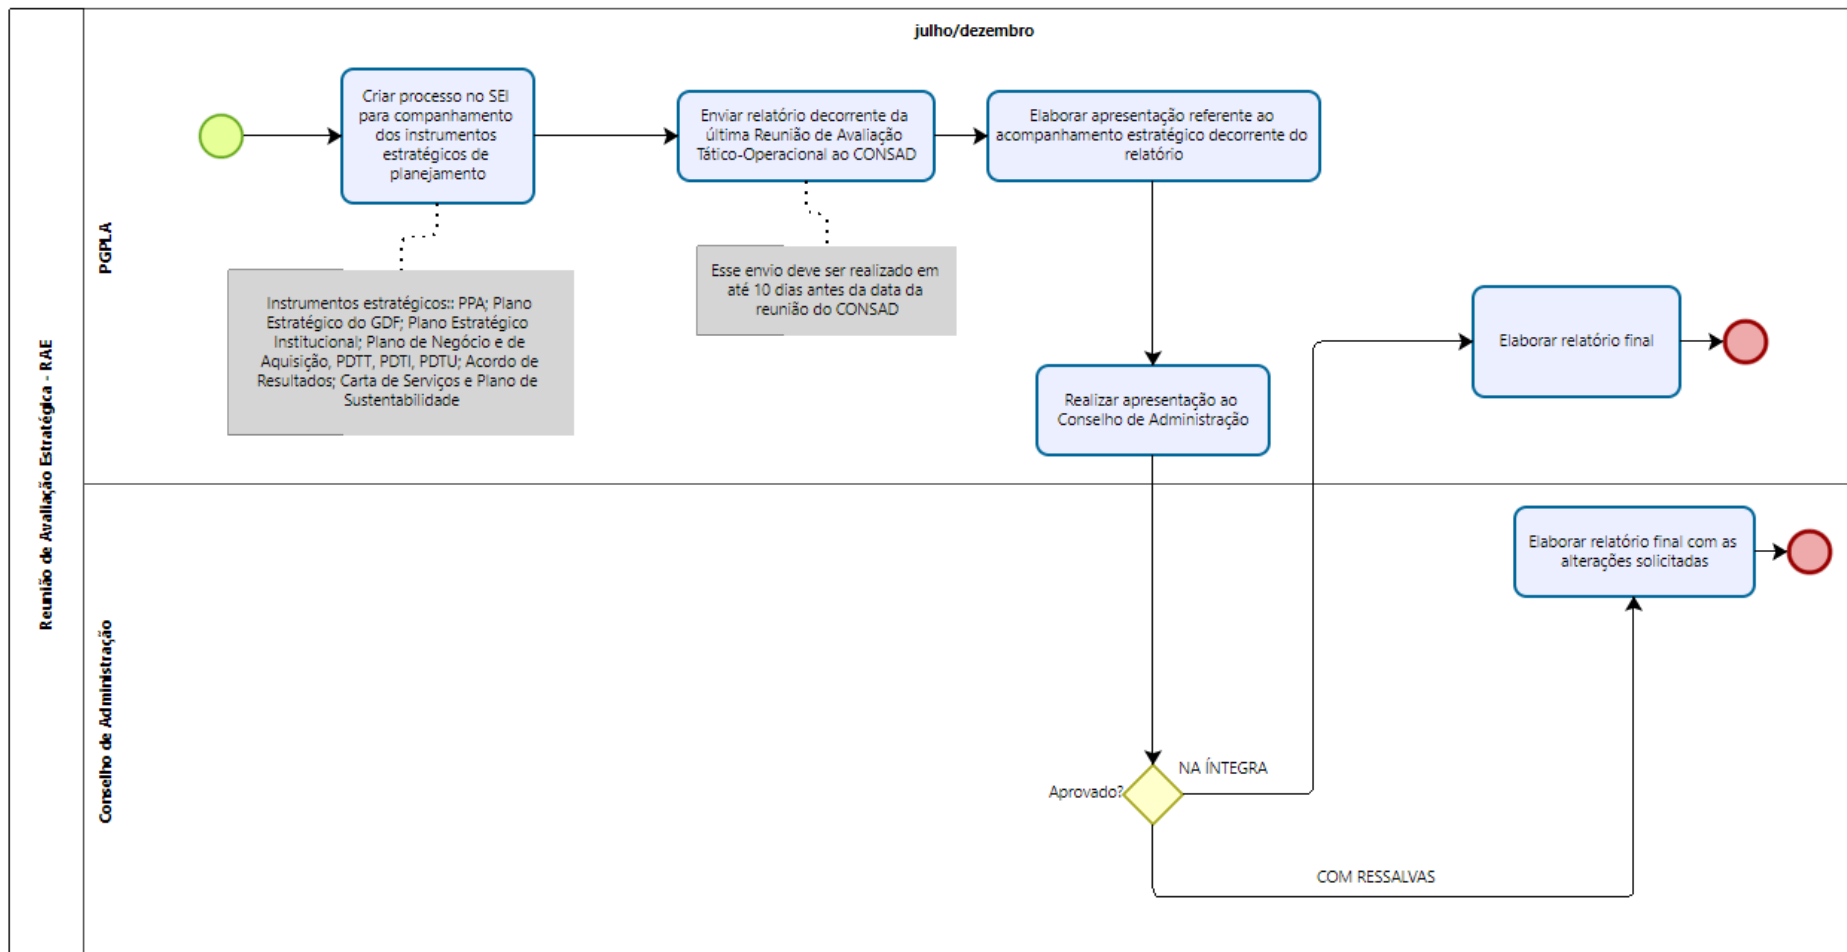 julho/dezembro
Reunião de Avaliação Estratégica - RAE
PGPLA
Criar processo no SEI
para companhamento
dos instrumentos
estratégicos de
planejamento
Enviar relatório decorrente da
última Reunião de Avaliação
Tático-Operacional ao CONSAD
Elaborar apresentação referente ao
acompanhamento estratégico decorrente do
relatório
Instrumentos estratégicos:: PPA; Plano
Estratégico do GDF; Plano Estratégico
Institucional; Plano de Negócio e de
Aquisição, PDTT, PDTI, PDTU; Acordo de
Resultados; Carta de Serviços e Plano de
Sustentabilidade
Esse envio deve ser realizado em
até 10 dias antes da data da
reunião do CONSAD
Realizar apresentação ao
Conselho de Administração
Elaborar relatório final
Conselho de Administração
Elaborar relatório final com as
alterações solicitadas
Aprovado?
NA ÍNTEGRA
COM RESSALVAS